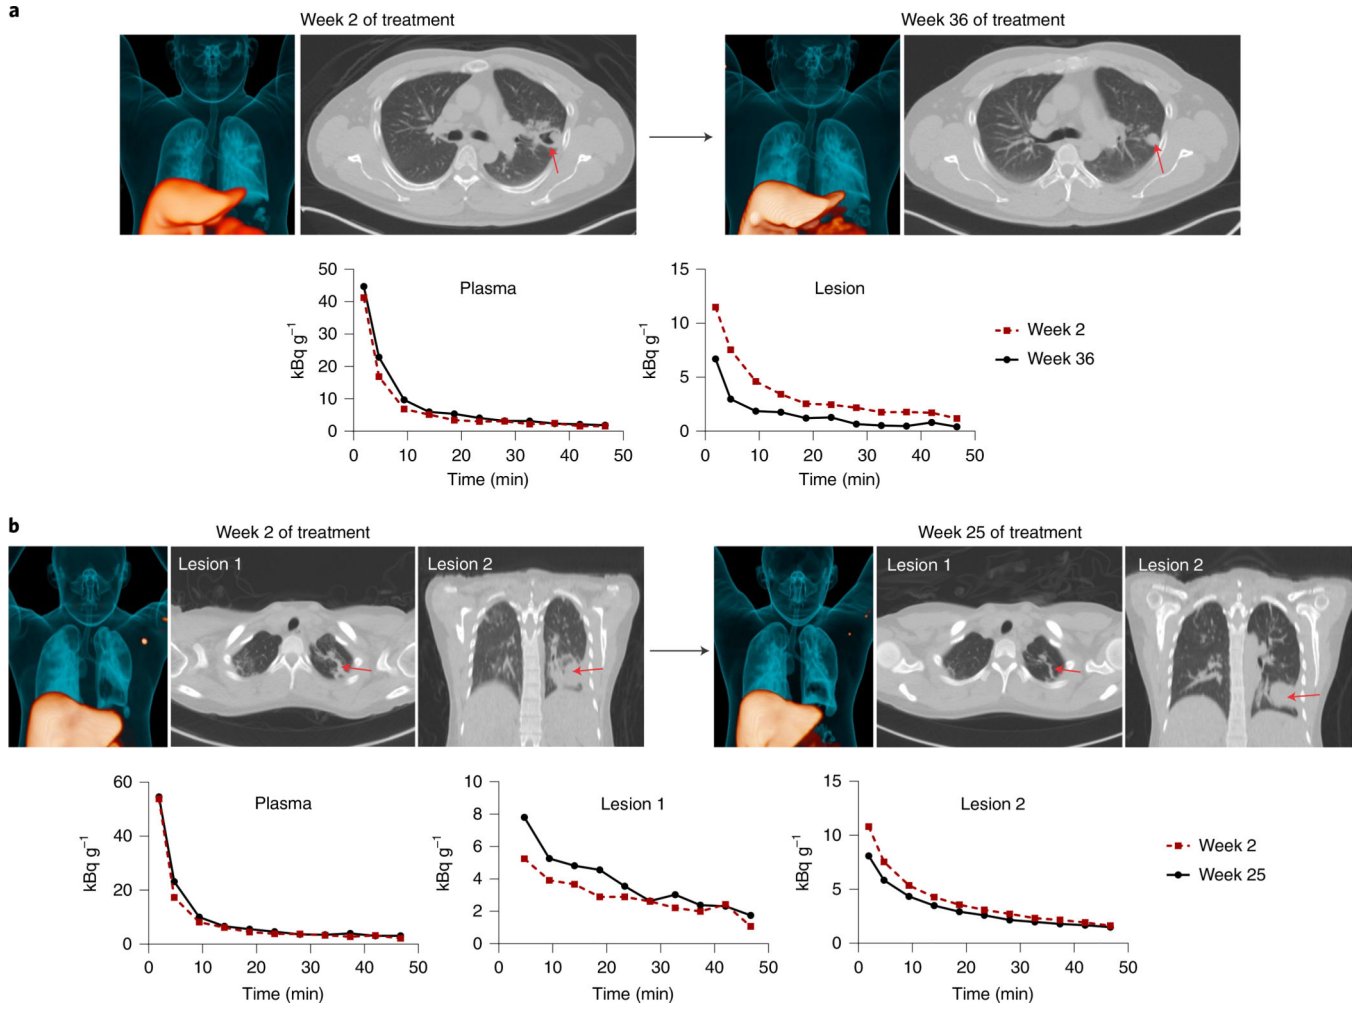 a
Week 2 of treatment
Week 36 of treatment
50
40
30
20
10
0
kBq g⁻¹
Plasma
0 10 20 30 40 50
Time (min)
15
10
5
0
kBq g⁻¹
Lesion
0 10 20 30 40 50
Time (min)
Week 2
Week 36
b
Week 2 of treatment
Week 25 of treatment
Lesion 1
Lesion 2
Lesion 1
Lesion 2
60
40
20
0
kBq g⁻¹
Plasma
0 10 20 30 40 50
Time (min)
10
8
6
4
2
0
kBq g⁻¹
Lesion 1
0 10 20 30 40 50
Time (min)
15
10
5
0
kBq g⁻¹
Lesion 2
0 10 20 30 40 50
Time (min)
Week 2
Week 25